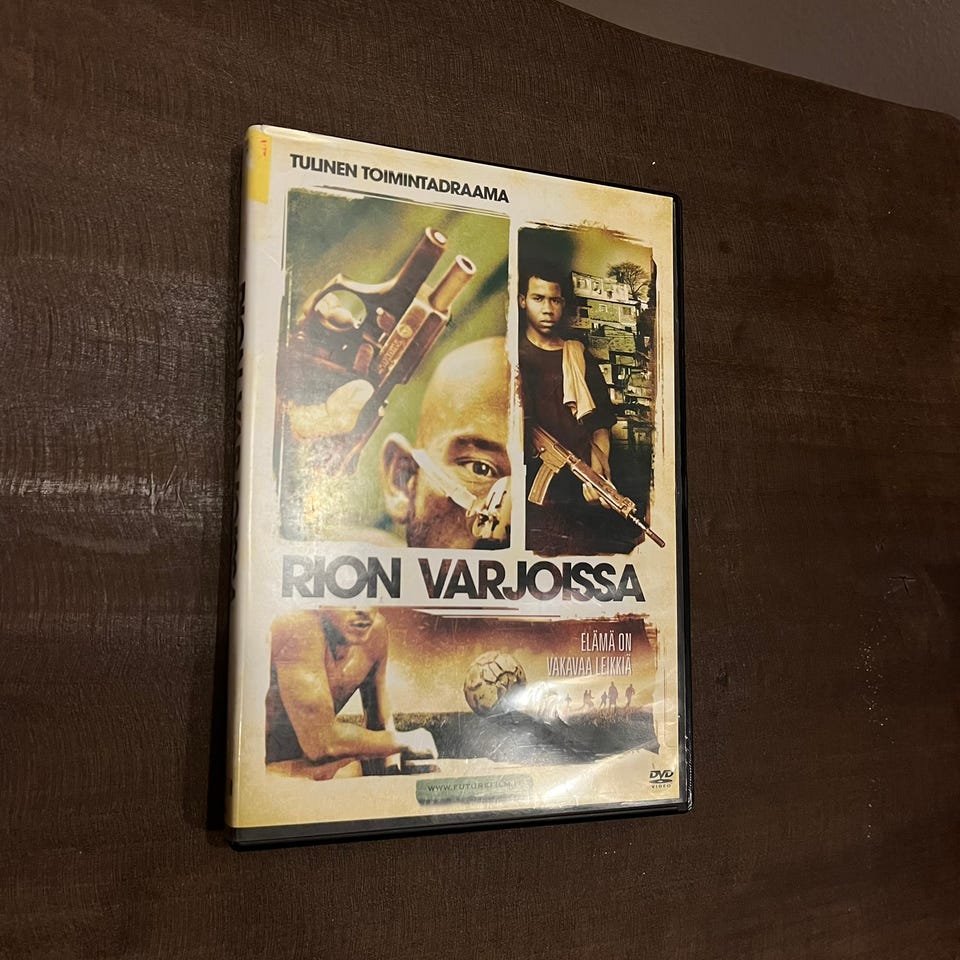 TULINEN TOIMINTADRAAMA
RION VARJOISSA
ELÄMÄ ON
VAKAVAA LEIKKIÄ
DVD
VIDEO